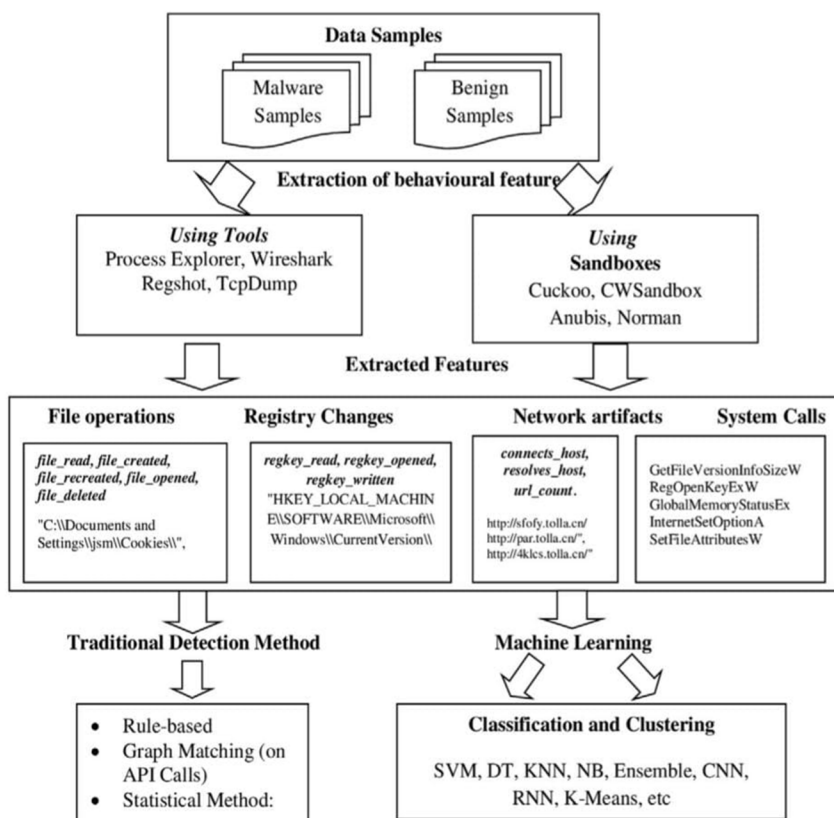 Data Samples
Malware
Samples
Benign
Samples
Extraction of behavioural feature
Using Tools
Process Explorer, Wireshark
Regshot, TcpDump
Using
Sandboxes
Cuckoo, CWSandbox
Anubis, Norman
Extracted Features
File operations
Registry Changes
Network artifacts
System Calls
file_read, file_created,
file_recreated, file_opened,
file_deleted
"C:\\Documents and
Settings\\jsm\\Cookies\\",
regkey_read, regkey_opened,
regkey_written
"HKEY_LOCAL_MACHIN
E\\SOFTWARE\\Microsoft\\
Windows\\CurrentVersion\\
connects_host,
resolves_host,
url_count.
http://sfofy.tolla.cn/
http://par.tolla.cn/",
http://4klcs.tolla.cn/"
GetFileVersionInfoSizeW
RegOpenKeyExW
GlobalMemoryStatusEx
InternetSetOptionA
SetFileAttributesW
Traditional Detection Method
Machine Learning
• Rule-based
• Graph Matching (on
API Calls)
• Statistical Method:
Classification and Clustering
SVM, DT, KNN, NB, Ensemble, CNN,
RNN, K-Means, etc